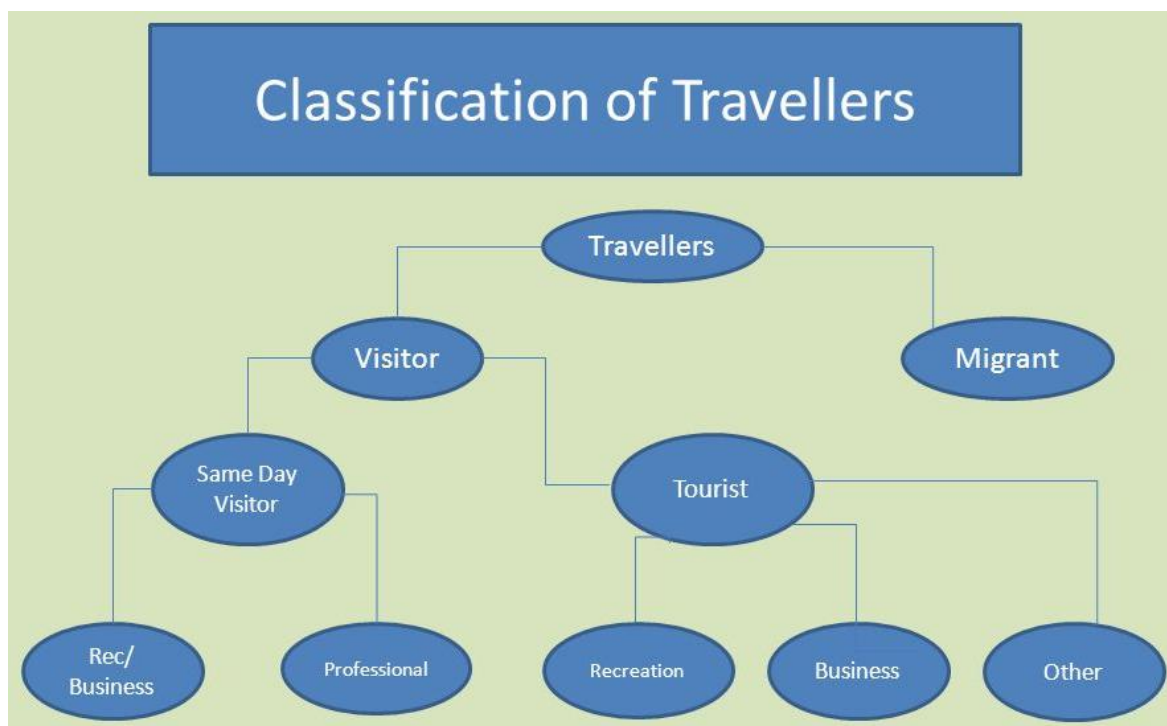 Classification of Travellers
Travellers
Visitor
Migrant
Same Day
Visitor
Tourist
Rec/
Business
Professional
Recreation
Business
Other